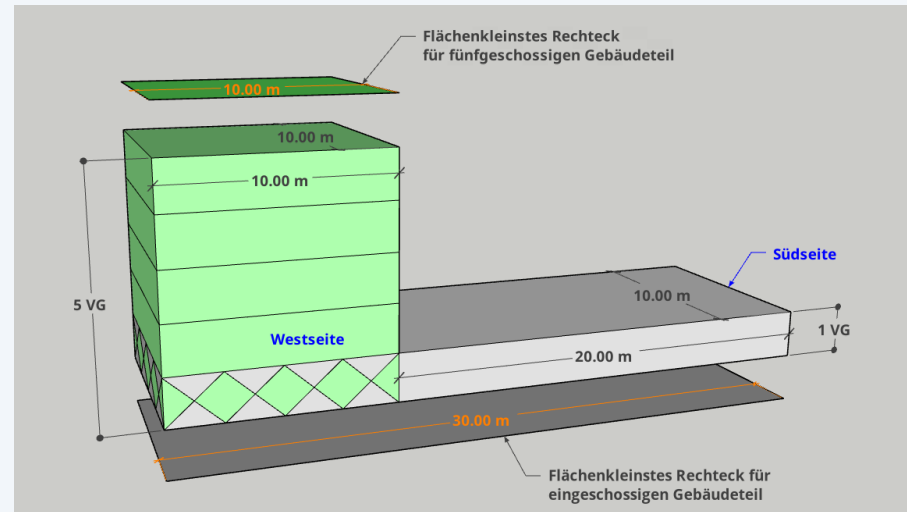 Flächenkleinstes Rechteck
für fünfgeschossigen Gebäudeteil
10.00 m
10.00 m
10.00 m
Südseite
10.00 m
5 VG
1 VG
Westseite
20.00 m
30.00 m
Flächenkleinstes Rechteck für
eingeschossigen Gebäudeteil